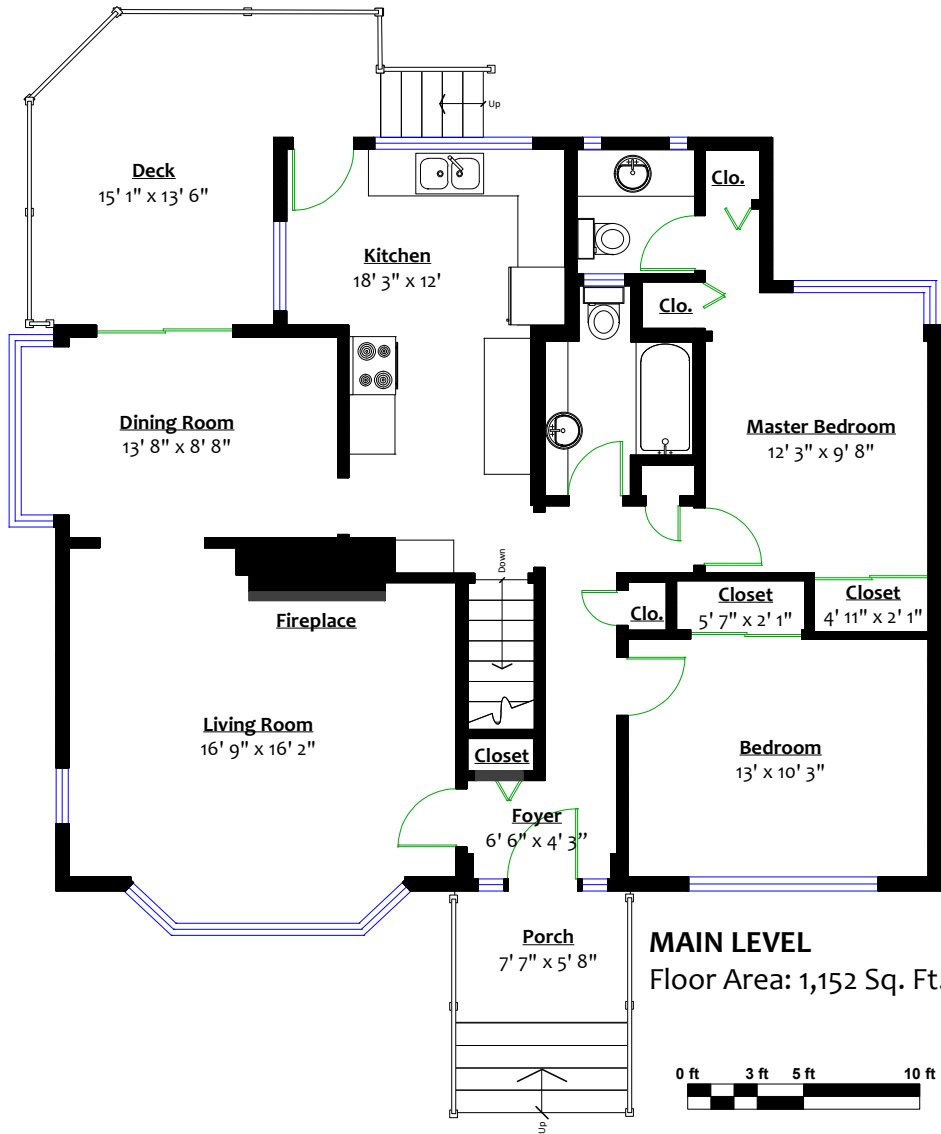 Up
Deck
15' 1" x 13' 6"
Clo.
Kitchen
18' 3" x 12'
Clo.
Dining Room
13' 8" x 8' 8"
Master Bedroom
12' 3" x 9' 8"
Down
Fireplace
Clo.
Closet
5' 7" x 2' 1"
Closet
4' 11" x 2' 1"
Living Room
16' 9" x 16' 2"
Closet
Bedroom
13' x 10' 3"
Foyer
6' 6" x 4' 3”
Porch
7' 7" x 5' 8"
MAIN LEVEL
Floor Area: 1,152 Sq. Ft.
0 ft 3 ft 5 ft 10 ft
Up